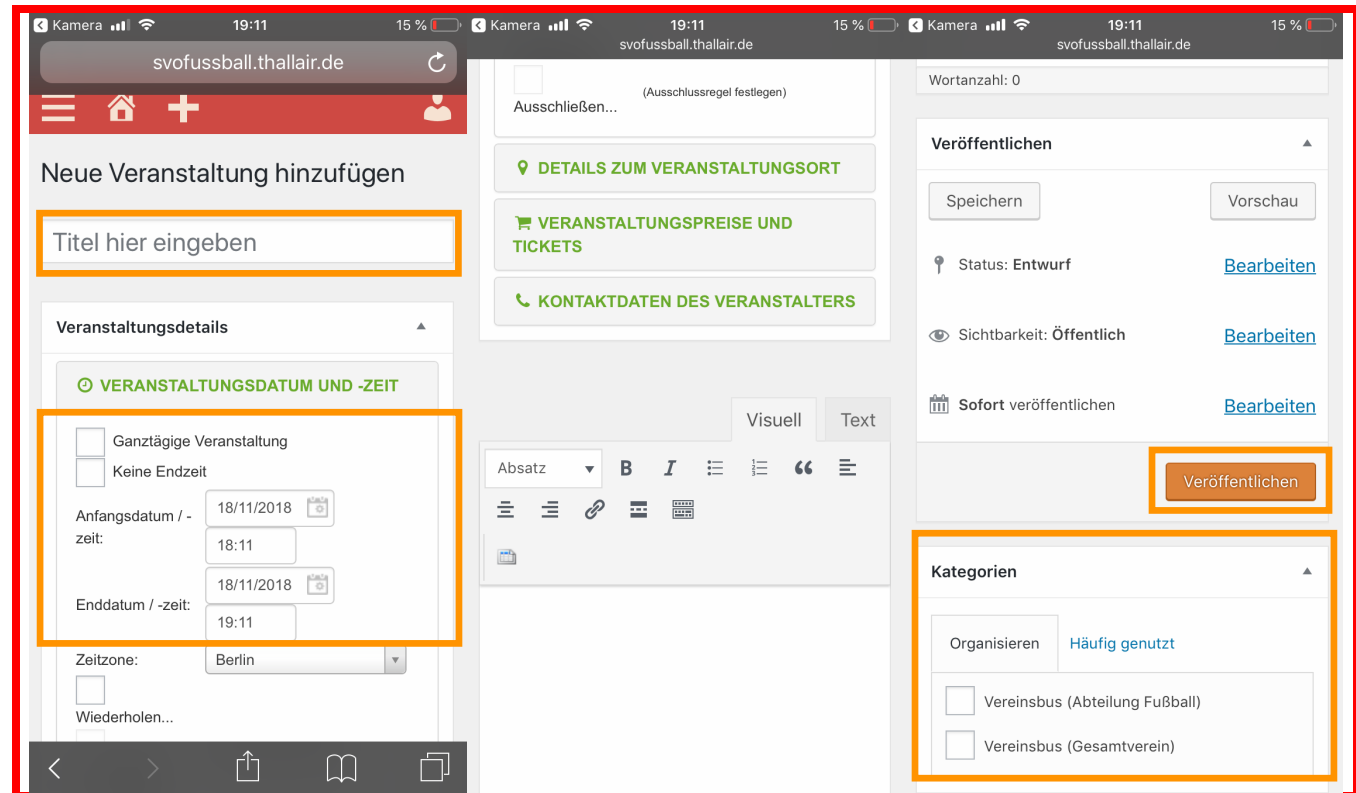 Kamera 19:11 15 %
svofussball.thallair.de
Neue Veranstaltung hinzufügen
Titel hier eingeben
Veranstaltungsdetails
VERANSTALTUNGSDATUM UND -ZEIT
Ganztägige Veranstaltung
Keine Endzeit
Anfangsdatum / -
zeit:
18/11/2018
18:11
Enddatum / -zeit:
18/11/2018
19:11
Zeitzone: Berlin
Wiederholen...
Kamera 19:11 15 %
svofussball.thallair.de
Ausschließen...
(Ausschlussregel festlegen)
DETAILS ZUM VERANSTALTUNGSORT
VERANSTALTUNGSPREISE UND
TICKETS
KONTAKTDATEN DES VERANSTALTERS
Visuell Text
Absatz B I
Kamera 19:11 15 %
svofussball.thallair.de
Wortanzahl: 0
Veröffentlichen
Speichern Vorschau
Status: Entwurf Bearbeiten
Sichtbarkeit: Öffentlich Bearbeiten
Sofort veröffentlichen Bearbeiten
Veröffentlichen
Kategorien
Organisieren Häufig genutzt
Vereinsbus (Abteilung Fußball)
Vereinsbus (Gesamtverein)